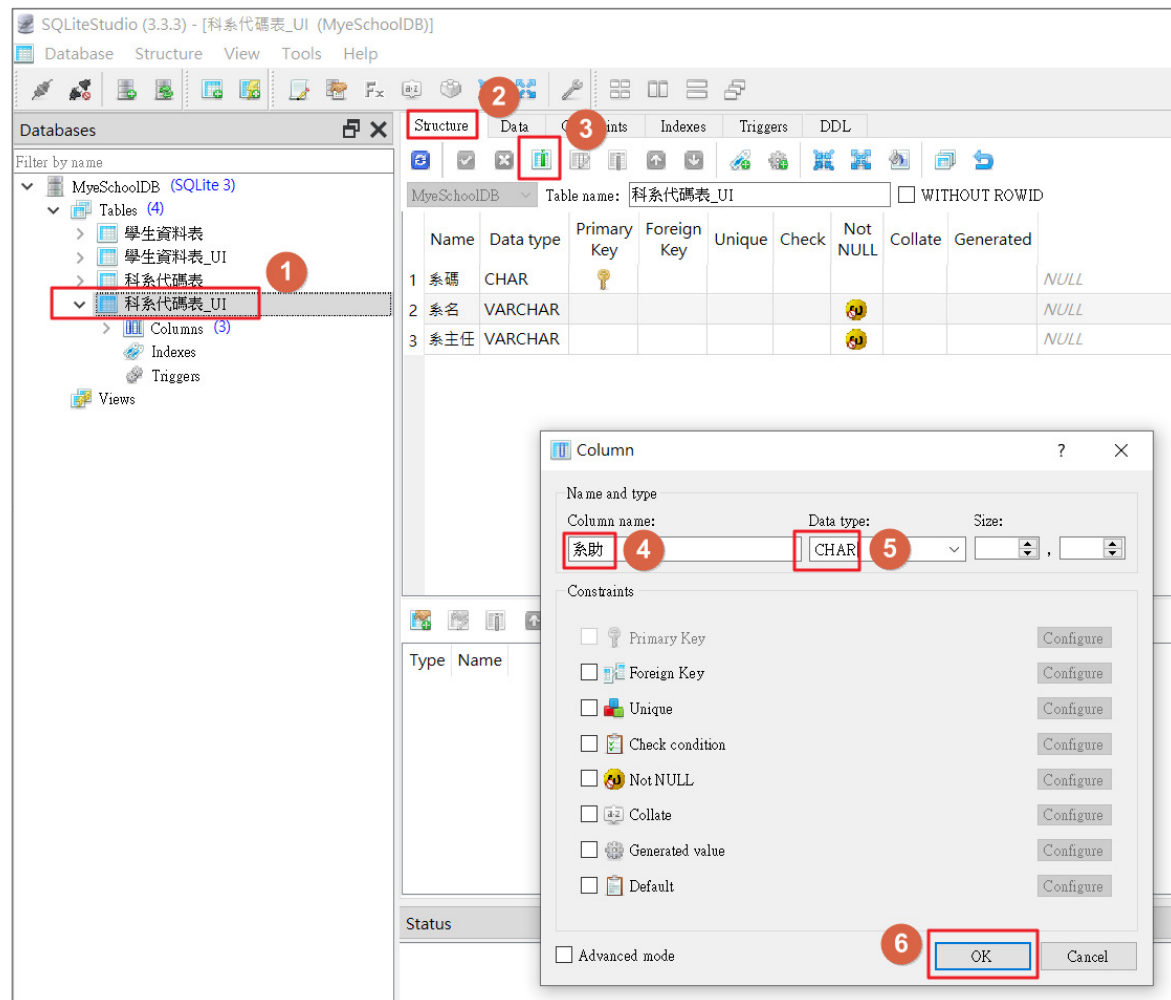 SQLiteStudio (3.3.3) - [科系代碼表_UI (MyeSchoolDB)]
Database Structure View Tools Help
Databases
Filter by name
MyeSchoolDB (SQLite 3)
Tables (4)
學生資料表
學生資料表_UI
科系代碼表
1
科系代碼表_UI
Columns (3)
Indexes
Triggers
Views
2
Structure Data 3 Indexes Triggers DDL
MyeSchoolDB Table name: 科系代碼表_UI WITHOUT ROWID
Name Data type Primary Key Foreign Key Unique Check Not NULL Collate Generated
1 系碼 CHAR NULL
2 系名 VARCHAR NULL
3 系主任 VARCHAR NULL
Type Name
Status
Column ?
Name and type
Column name: Data type: Size:
系助 4 CHAR 5 ,
Constraints
Primary Key Configure
Foreign Key Configure
Unique Configure
Check condition Configure
Not NULL Configure
Collate Configure
Generated value Configure
Default Configure
Advanced mode 6 OK Cancel